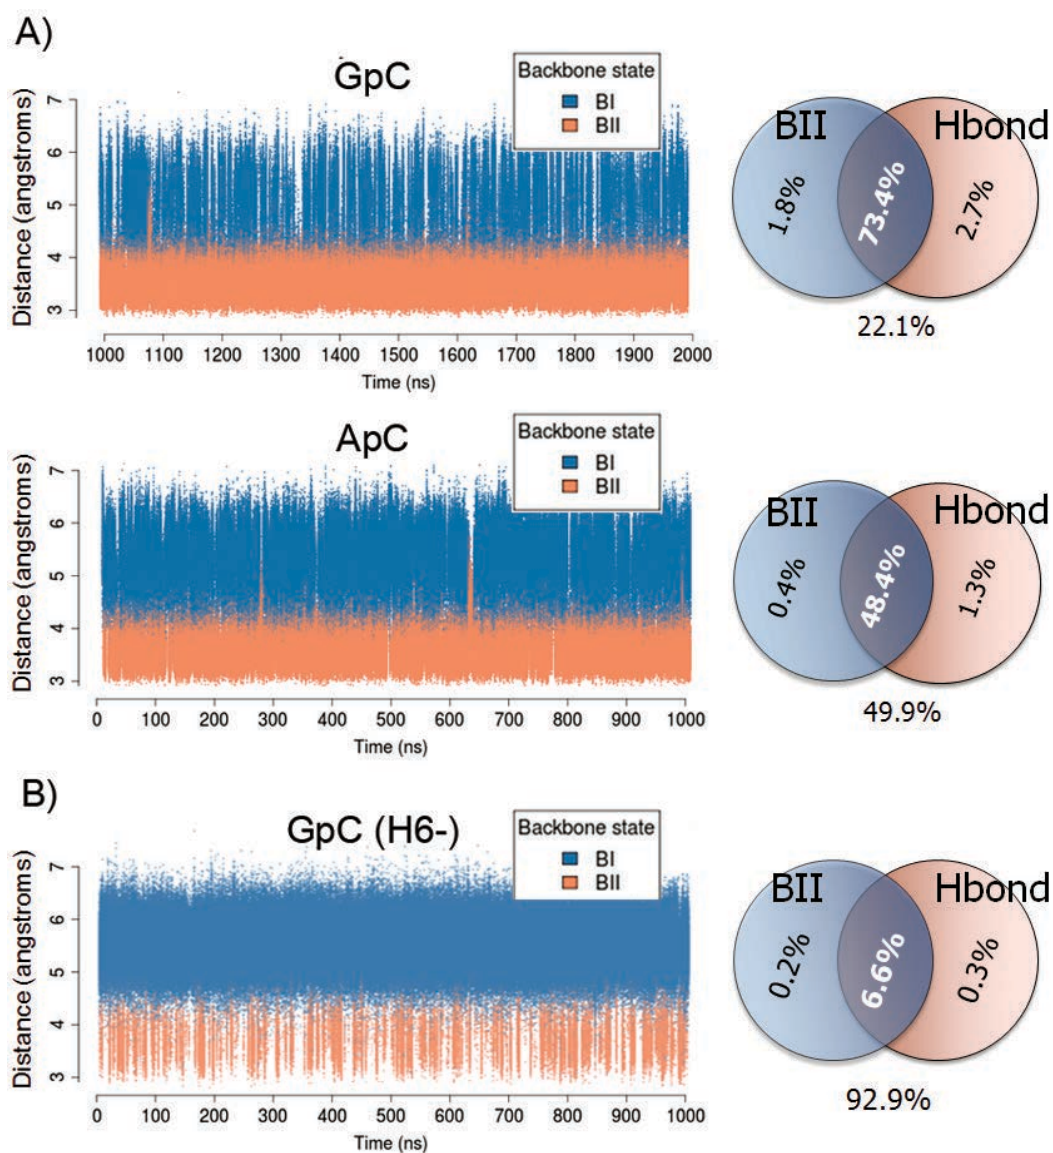 A)
GpC
Backbone state
BI
BII
Distance (angstroms)
7
6
5
4
3
1000 1100 1200 1300 1400 1500 1600 1700 1800 1900 2000
Time (ns)
BII
Hbond
1.8%
73.4%
2.7%
22.1%
ApC
Backbone state
BI
BII
Distance (angstroms)
7
6
5
4
3
0 100 200 300 400 500 600 700 800 900 1000
Time (ns)
BII
Hbond
0.4%
48.4%
1.3%
49.9%
B)
GpC (H6-)
Backbone state
BI
BII
Distance (angstroms)
7
6
5
4
3
0 100 200 300 400 500 600 700 800 900 1000
Time (ns)
BII
Hbond
0.2%
6.6%
0.3%
92.9%